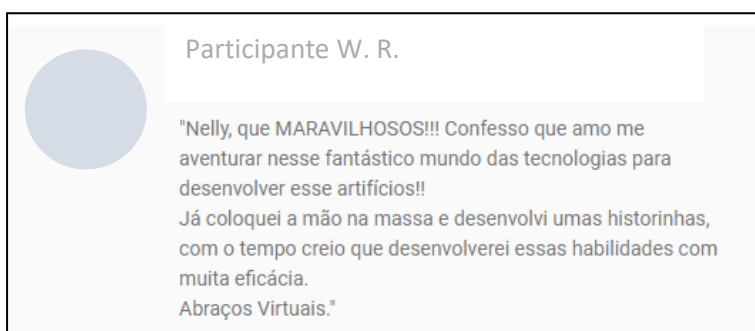 Participante W. R.
"Nelly, que MARAVILHOSOS!!! Confesso que amo me
aventurar nesse fantástico mundo das tecnologias para
desenvolver esse artifícios!!
Já coloquei a mão na massa e desenvolvi umas historinhas,
com o tempo creio que desenvolverei essas habilidades com
muita eficácia.
Abraços Virtuais."